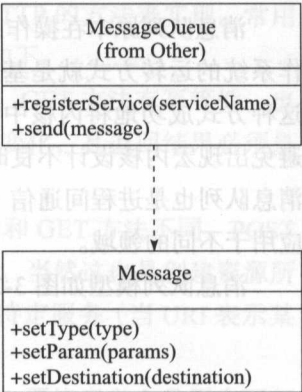 MessageQueue
(from Other)
+registerService(serviceName)
+send(message)
Message
+setType(type)
+setParam(params)
+setDestination(destination)